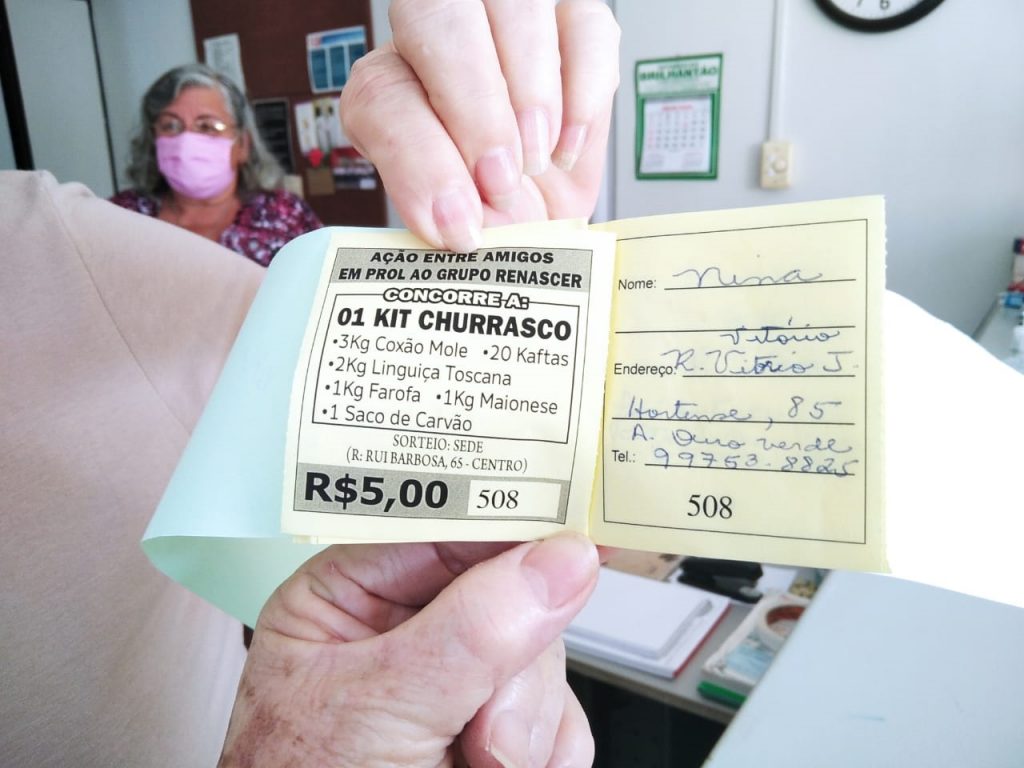 AÇÃO ENTRE AMIGOS
EM PROL AO GRUPO RENASCER
CONCORRE A:
01 KIT CHURRASCO
•3Kg Coxão Mole •20 Kaftas
•2Kg Linguiça Toscana
•1Kg Farofa •1Kg Maionese
•1 Saco de Carvão
SORTEIO: SEDE
(R: RUI BARBOSA, 65 - CENTRO)
R$5,00 508
Nome: Nena
Vitório
Endereço: R. Vitório J.
Hortense, 85
A. Ouro verde
Tel.: 99753-8825
508
BRILHANTÃO